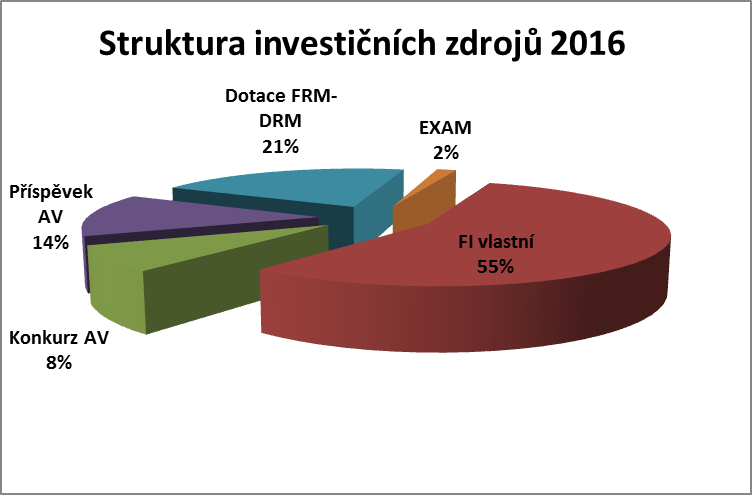 Struktura investičních zdrojů 2016
Dotace FRM-
DRM
21%
EXAM
2%
Příspěvek
AV
14%
FI vlastní
55%
Konkurz AV
8%